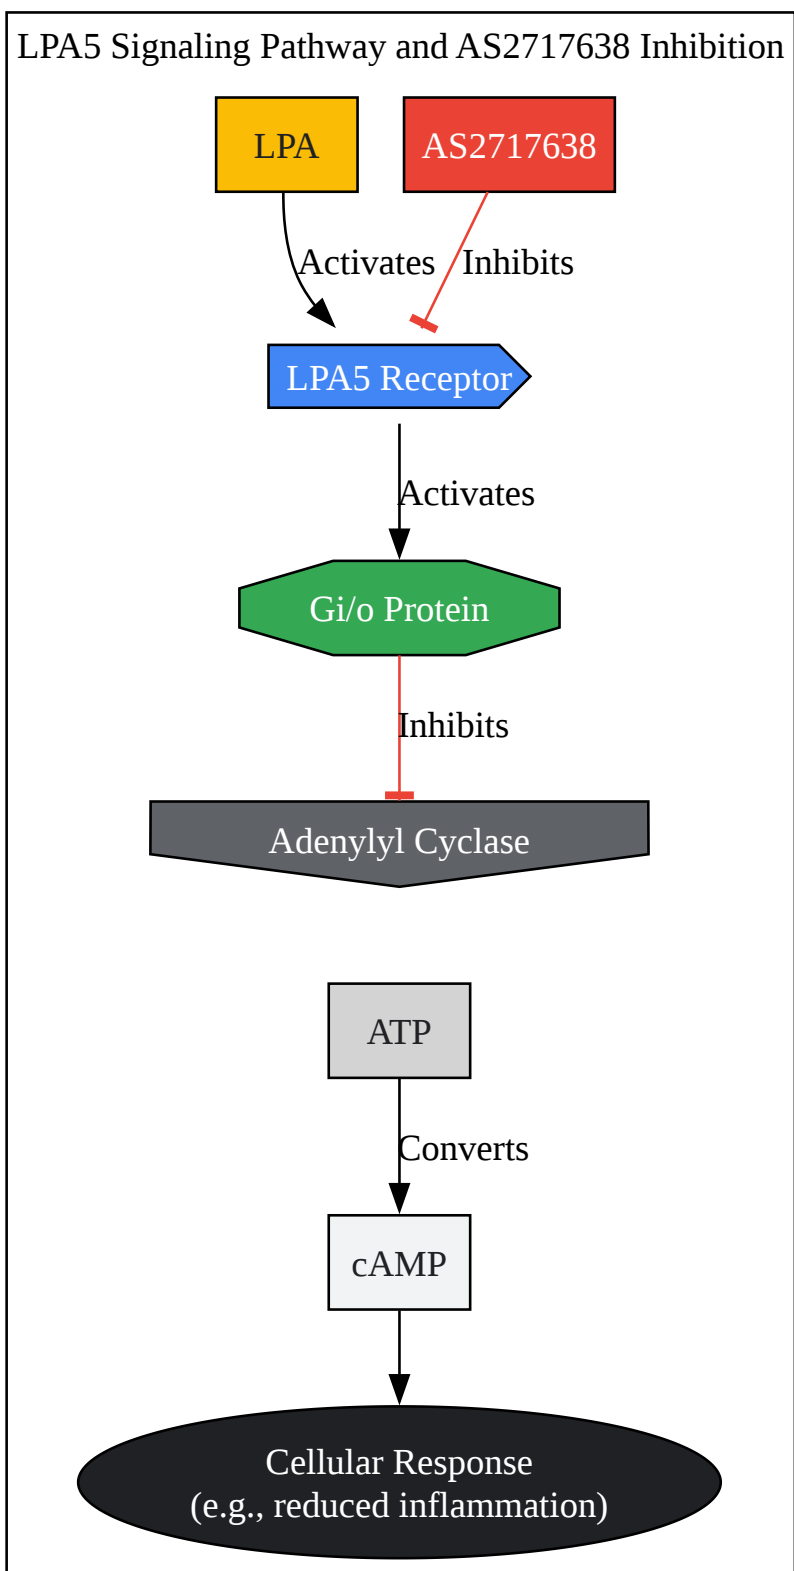 LPA5 Signaling Pathway and AS2717638 Inhibition
LPA
AS2717638
Activates
Inhibits
LPA5 Receptor
Activates
Gi/o Protein
Inhibits
Adenylyl Cyclase
ATP
Converts
cAMP
Cellular Response
(e.g., reduced inflammation)